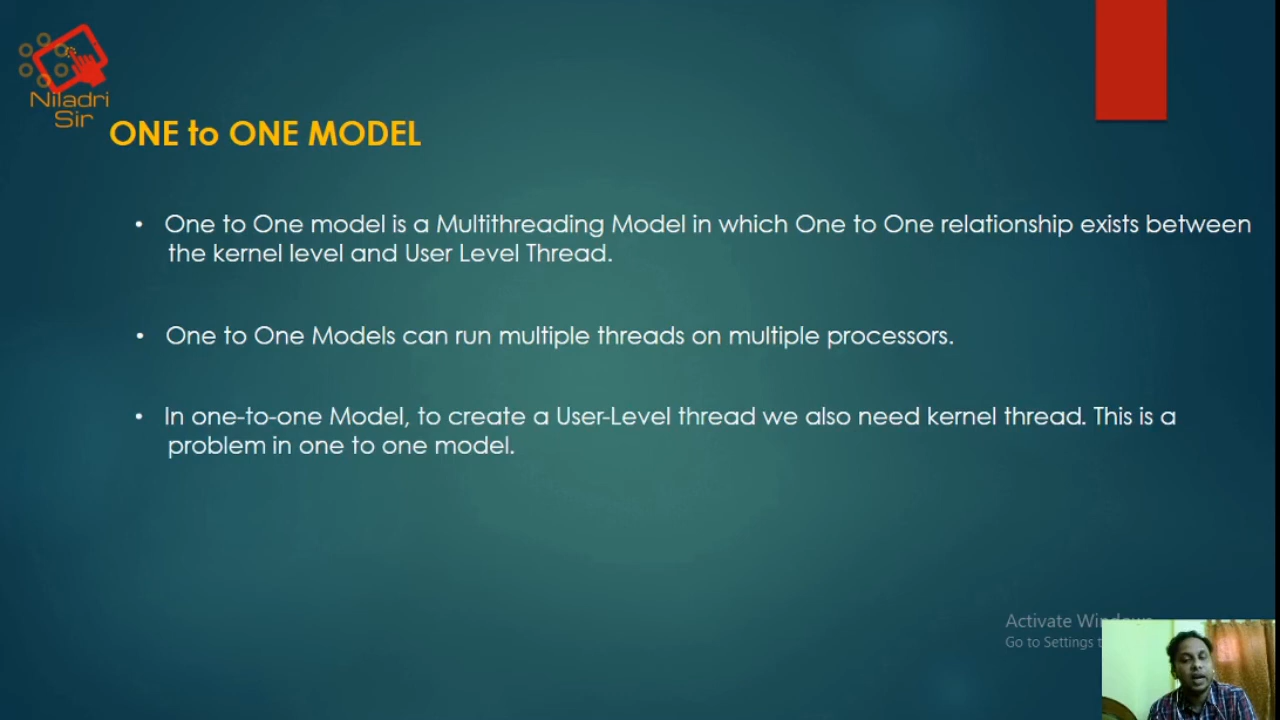 Niladri
Sir
ONE to ONE MODEL
• One to One model is a Multithreading Model in which One to One relationship exists between
the kernel level and User Level Thread.
• One to One Models can run multiple threads on multiple processors.
• In one-to-one Model, to create a User-Level thread we also need kernel thread. This is a
problem in one to one model.
Activate Windows
Go to Settings